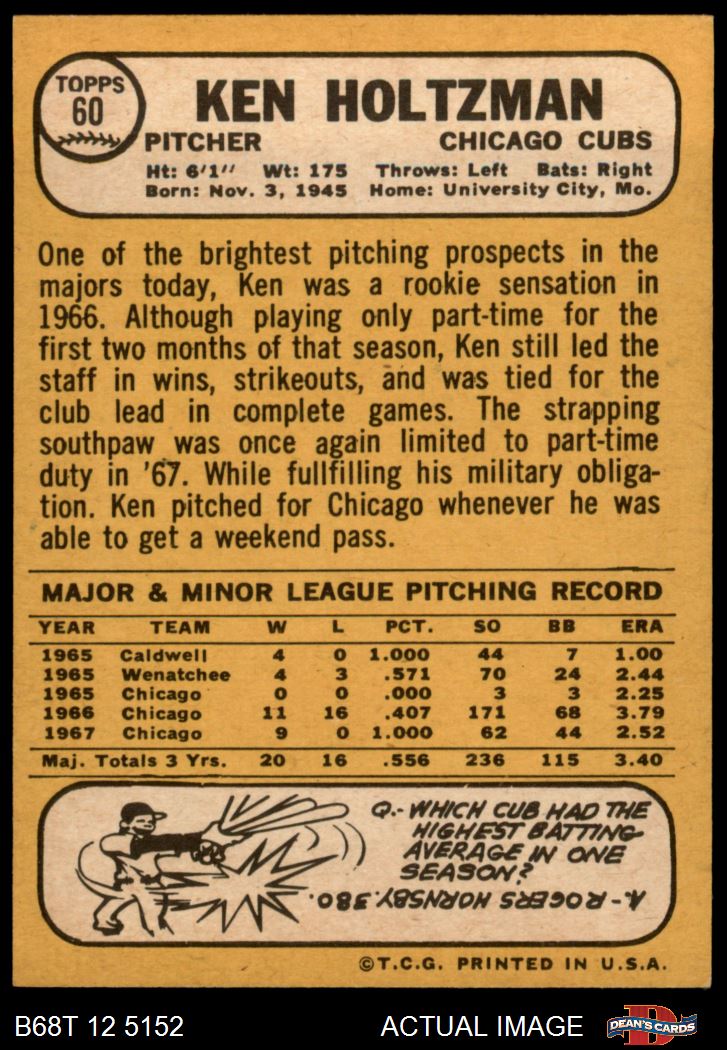 TOPPS
60
KEN HOLTZMAN
PITCHER CHICAGO CUBS
Ht: 6'1" Wt: 175 Throws: Left Bats: Right
Born: Nov. 3, 1945 Home: University City, Mo.
One of the brightest pitching prospects in the
majors today, Ken was a rookie sensation in
1966. Although playing only part-time for the
first two months of that season, Ken still led the
staff in wins, strikeouts, and was tied for the
club lead in complete games. The strapping
southpaw was once again limited to part-time
duty in '67. While fullfilling his military obliga-
tion. Ken pitched for Chicago whenever he was
able to get a weekend pass.
MAJOR & MINOR LEAGUE PITCHING RECORD
YEAR TEAM W L PCT. SO BB ERA
1965 Caldwell 4 0 1.000 44 7 1.00
1965 Wenatchee 4 3 .571 70 24 2.44
1965 Chicago 0 0 .000 3 3 2.25
1966 Chicago 11 16 .407 171 68 3.79
1967 Chicago 9 0 1.000 62 44 2.52
Maj. Totals 3 Yrs. 20 16 .556 236 115 3.40
Q.- WHICH CUB HAD THE
HIGHEST BATTING
AVERAGE IN ONE
SEASON?
A.- ROGERS HORNSBY .380.
©T.C.G. PRINTED IN U.S.A.
B68T 12 5152 ACTUAL IMAGE D DEAN'S CARDS